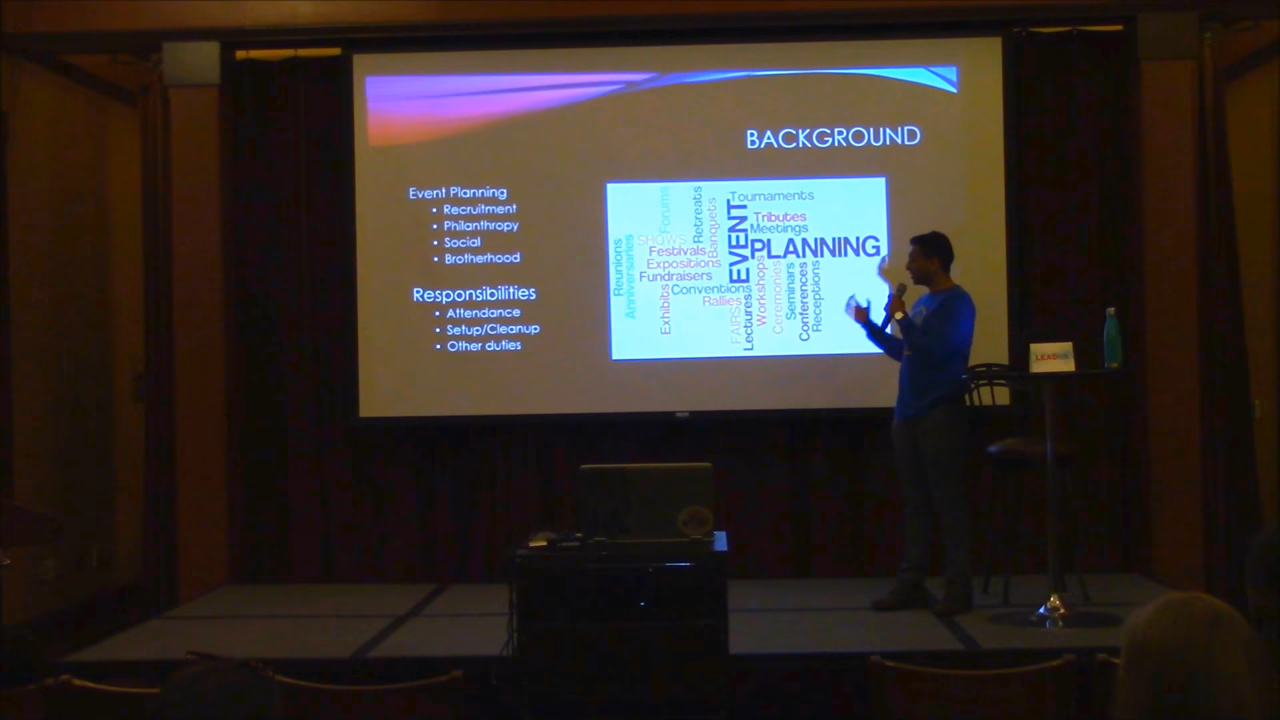 BACKGROUND
Event Planning
▪ Recruitment
▪ Philanthropy
▪ Social
▪ Brotherhood
Responsibilities
▪ Attendance
▪ Setup/Cleanup
▪ Other duties
Reunions
Anniversaries
Forums
SHOWS
Festivals
Expositions
Fundraisers
Exhibits
Conventions
Rallies
Retreats
Banquets
EVENT
PLANNING
Tournaments
Tributes
Meetings
FAIRS
Lectures
Workshops
Ceremonies
Seminars
Conferences
Receptions